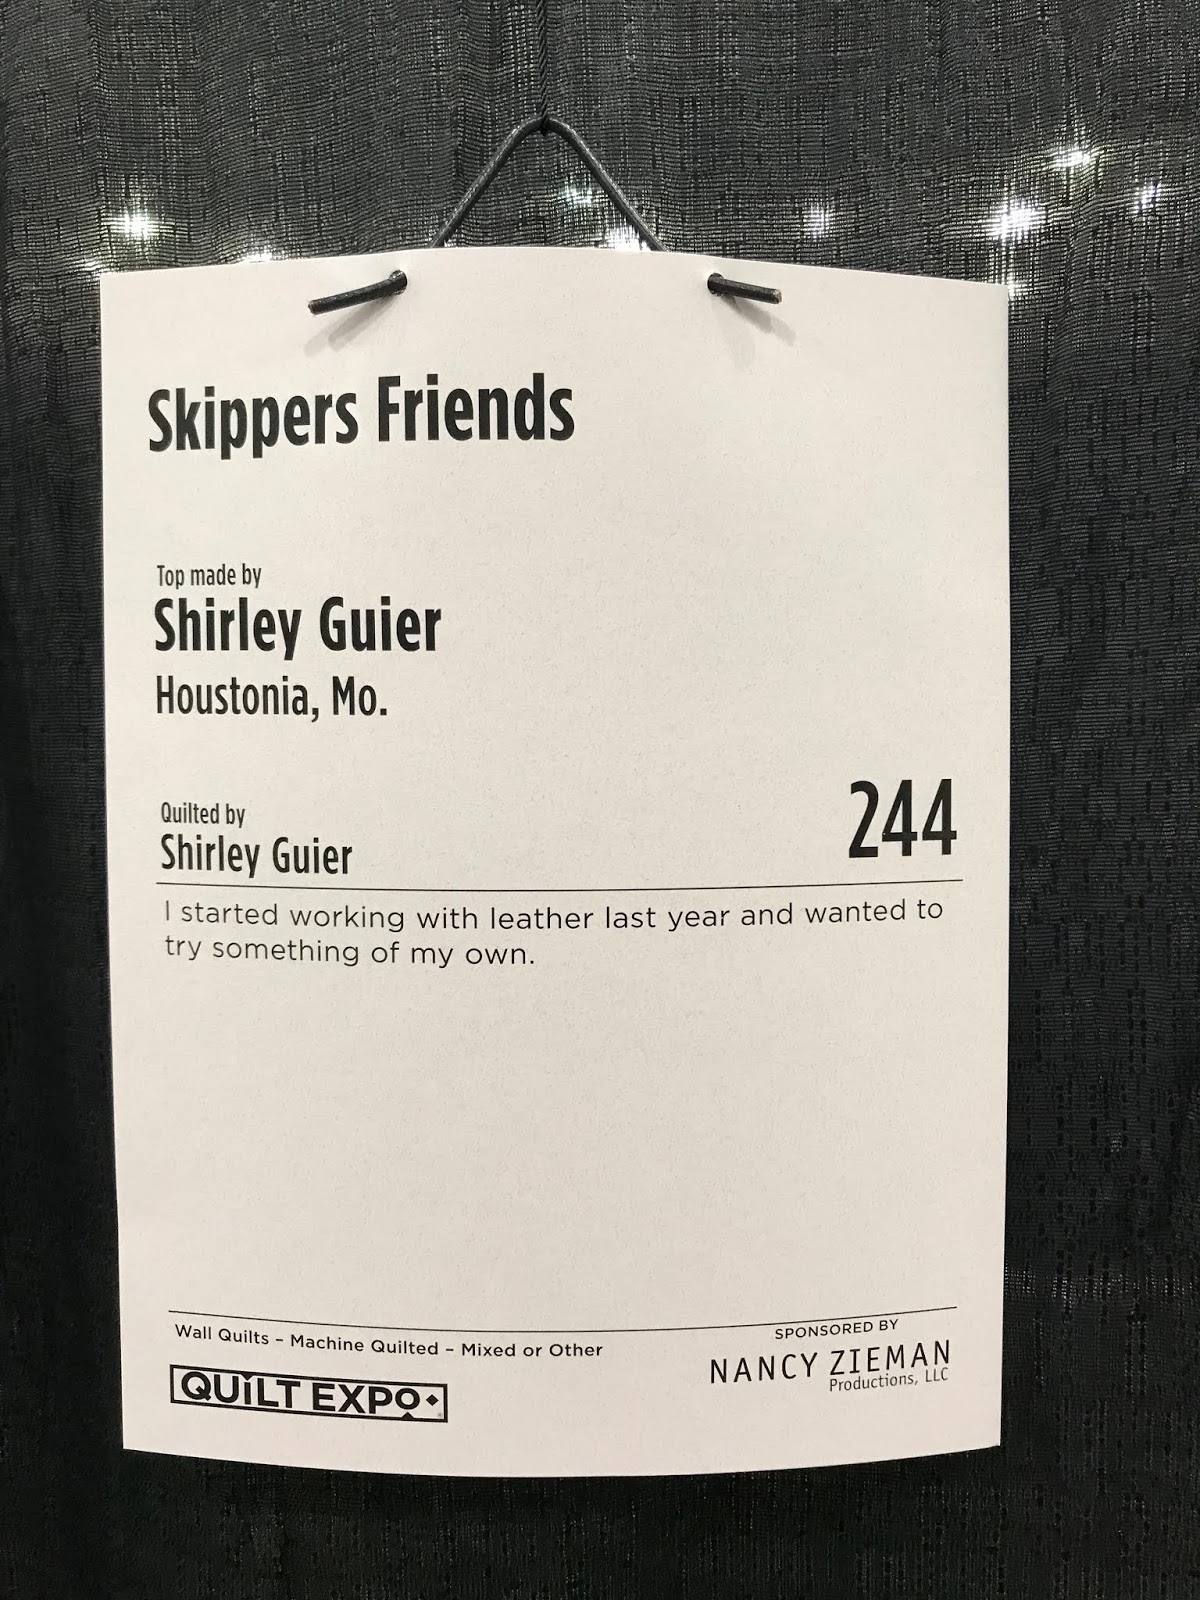 Skippers Friends
Top made by
Shirley Guier
Houstonia, Mo.
Quilted by
Shirley Guier
244
I started working with leather last year and wanted to
try something of my own.
Wall Quilts – Machine Quilted – Mixed or Other
QUiLT EXPO
SPONSORED BY
NANCY ZIEMAN
Productions, LLC